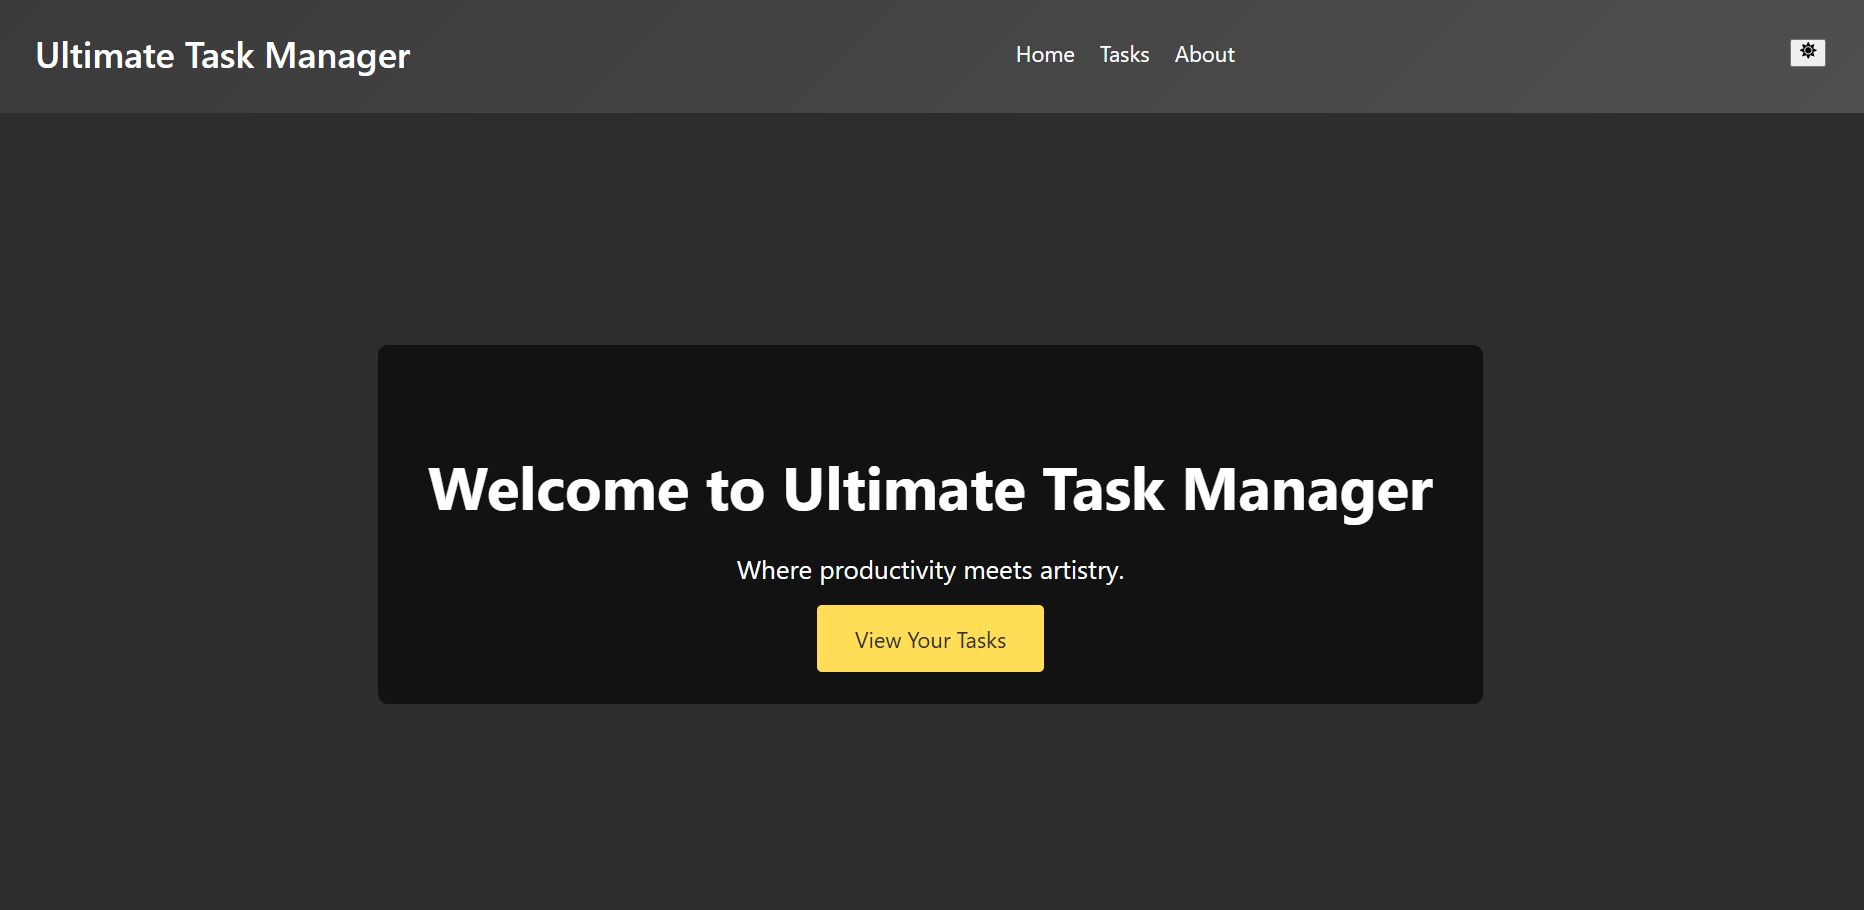 Ultimate Task Manager
Home Tasks About
Welcome to Ultimate Task Manager
Where productivity meets artistry.
View Your Tasks